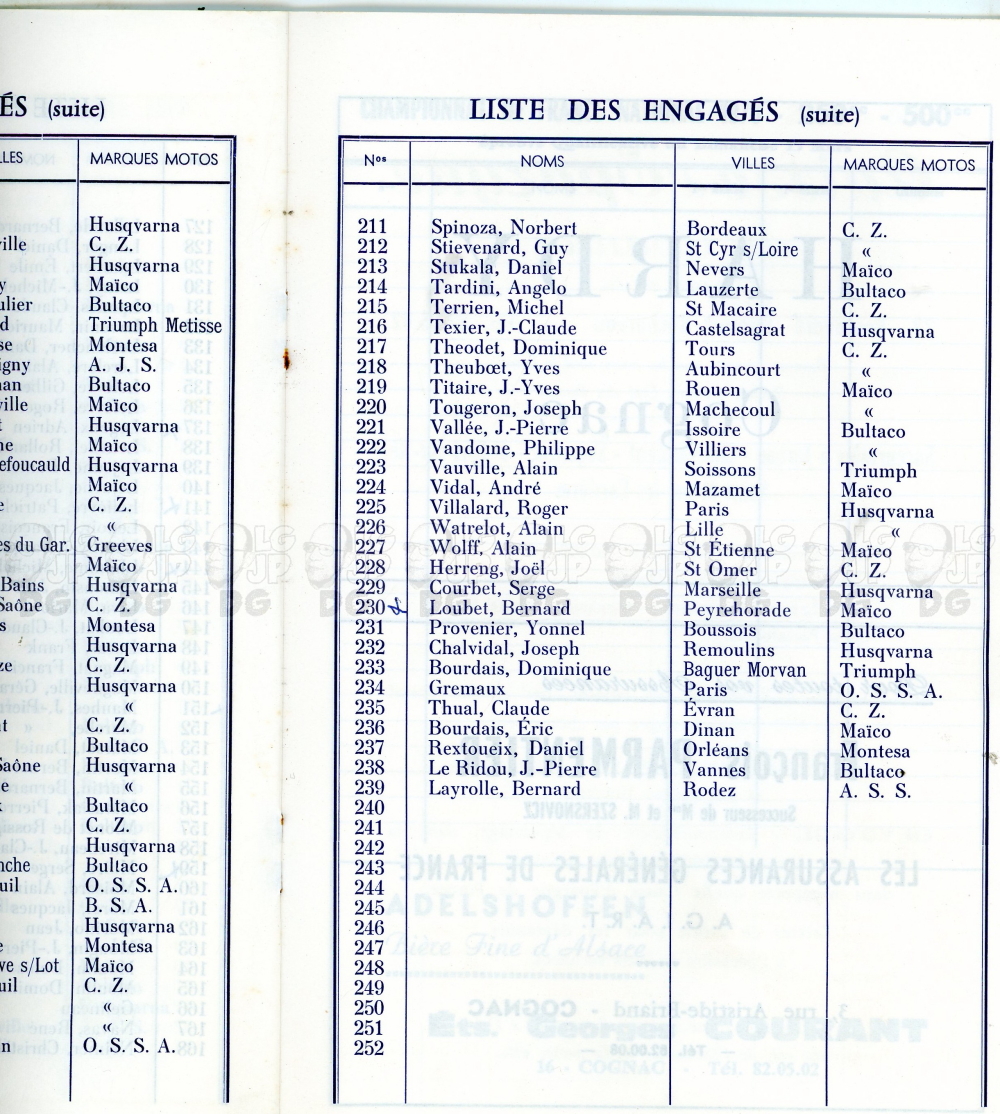 ÉS (suite)
LLES MARQUES MOTOS
Husqvarna
ville C. Z.
Husqvarna
y Maïco
ulier Bultaco
d Triumph Metisse
se Montesa
igny A. J. S.
nan Bultaco
ville Maïco
t Husqvarna
ne Maïco
efoucauld Husqvarna
Maïco
e C. Z.
«
es du Gar. Greeves
Maïco
Bains Husqvarna
Saône C. Z.
s Montesa
Husqvarna
ze C. Z.
Husqvarna
«
nt C. Z.
Bultaco
Saône Husqvarna
e «
Bultaco
C. Z.
Husqvarna
nche Bultaco
uil O. S. S. A.
B. S. A.
Husqvarna
e Montesa
ve s/Lot Maïco
uil C. Z.
«
«
n O. S. S. A.
LISTE DES ENGAGÉS (suite)
Nos NOMS VILLES MARQUES MOTOS
211 Spinoza, Norbert Bordeaux C. Z.
212 Stievenard, Guy St Cyr s/Loire «
213 Stukala, Daniel Nevers Maïco
214 Tardini, Angelo Lauzerte Bultaco
215 Terrien, Michel St Macaire C. Z.
216 Texier, J.-Claude Castelsagrat Husqvarna
217 Theodet, Dominique Tours C. Z.
218 Theubœt, Yves Aubincourt «
219 Titaire, J.-Yves Rouen Maïco
220 Tougeron, Joseph Machecoul «
221 Vallée, J.-Pierre Issoire Bultaco
222 Vandome, Philippe Villiers «
223 Vauville, Alain Soissons Triumph
224 Vidal, André Mazamet Maïco
225 Villalard, Roger Paris Husqvarna
226 Watrelot, Alain Lille «
227 Wolff, Alain St Étienne Maïco
228 Herreng, Joël St Omer C. Z.
229 Courbet, Serge Marseille Husqvarna
230 Loubet, Bernard Peyrehorade Maïco
231 Provenier, Yonnel Boussois Bultaco
232 Chalvidal, Joseph Remoulins Husqvarna
233 Bourdais, Dominique Baguer Morvan Triumph
234 Gremaux Paris O. S. S. A.
235 Thual, Claude Évran C. Z.
236 Bourdais, Éric Dinan Maïco
237 Rextoueix, Daniel Orléans Montesa
238 Le Ridou, J.-Pierre Vannes Bultaco
239 Layrolle, Bernard Rodez A. S. S.
240
241
242
243
244
245
246
247
248
249
250
251
252